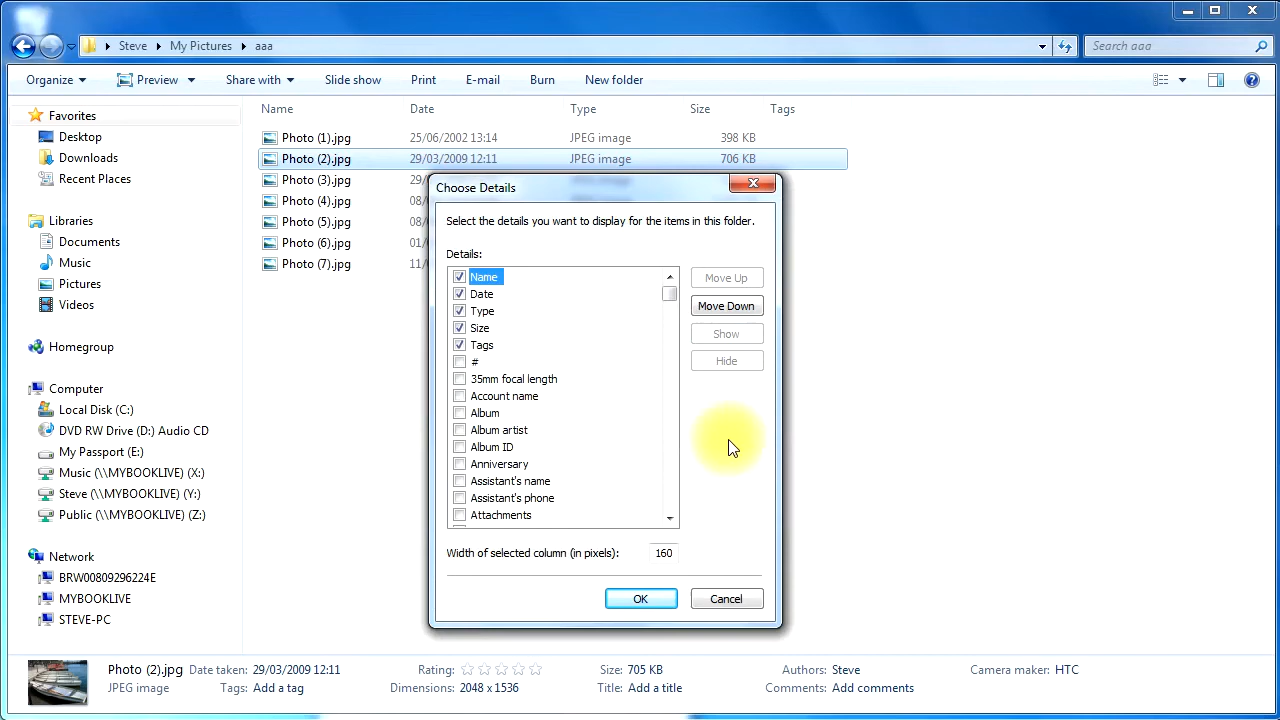 Steve My Pictures aaa
Search aaa
Organize Preview Share with Slide show Print E-mail Burn New folder
Favorites
Desktop
Downloads
Recent Places
Libraries
Documents
Music
Pictures
Videos
Homegroup
Computer
Local Disk (C:)
DVD RW Drive (D:) Audio CD
My Passport (E:)
Music (\\MYBOOKLIVE) (X:)
Steve (\\MYBOOKLIVE) (Y:)
Public (\\MYBOOKLIVE) (Z:)
Network
BRW00809296224E
MYBOOKLIVE
STEVE-PC
Name Date Type Size Tags
Photo (1).jpg 25/06/2002 13:14 JPEG image 398 KB
Photo (2).jpg 29/03/2009 12:11 JPEG image 706 KB
Photo (3).jpg 29/
Photo (4).jpg 08/
Photo (5).jpg 08/
Photo (6).jpg 01/
Photo (7).jpg 11/
Choose Details
Select the details you want to display for the items in this folder.
Details:
Name
Date
Type
Size
Tags
#
35mm focal length
Account name
Album
Album artist
Album ID
Anniversary
Assistant's name
Assistant's phone
Attachments
Move Up
Move Down
Show
Hide
Width of selected column (in pixels): 160
OK Cancel
Photo (2).jpg Date taken: 29/03/2009 12:11 Rating: Size: 705 KB Authors: Steve Camera maker: HTC
JPEG image Tags: Add a tag Dimensions: 2048 x 1536 Title: Add a title Comments: Add comments